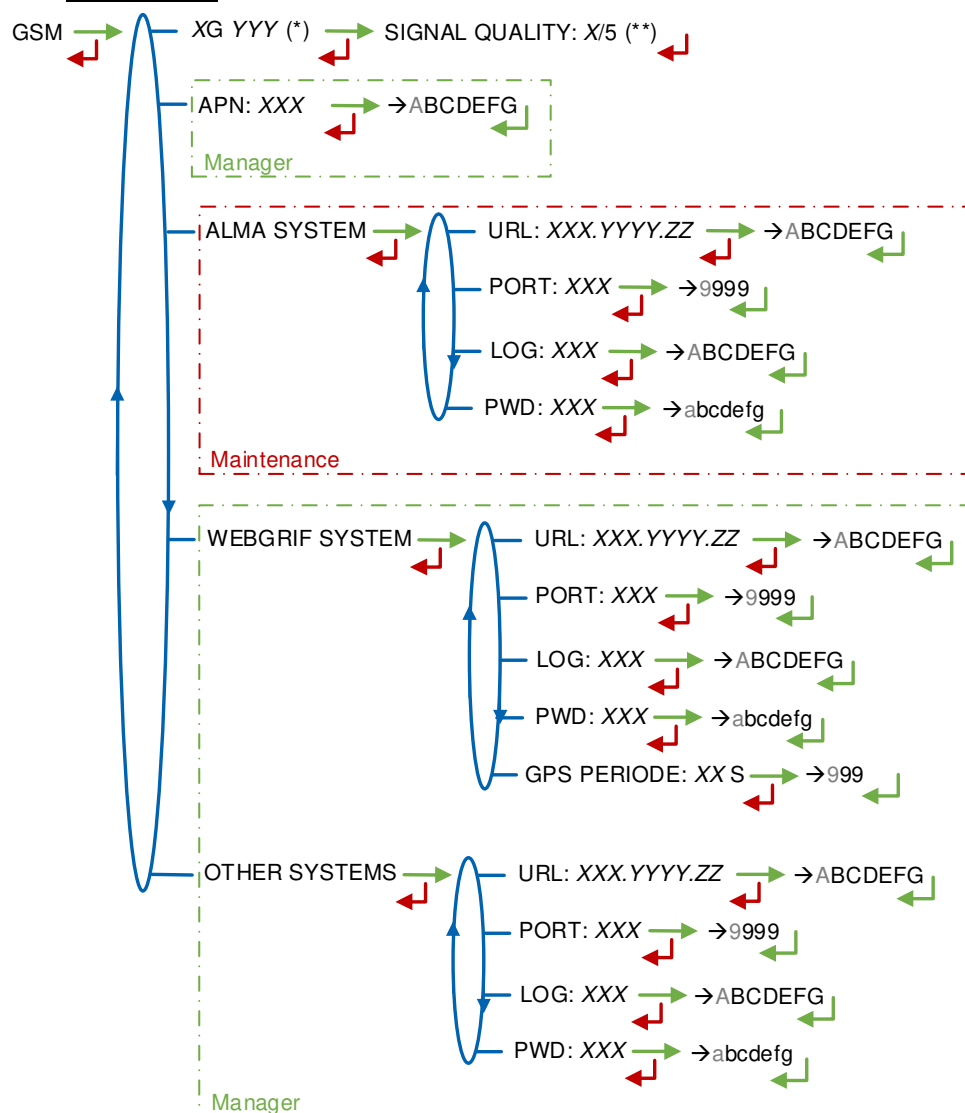 GSM XG YYY (*) SIGNAL QUALITY: X/5 (**)
APN: XXX →ABCDEFG
Manager
ALMA SYSTEM URL: XXX.YYYY.ZZ →ABCDEFG
PORT: XXX →9999
LOG: XXX →ABCDEFG
PWD: XXX →abcdefg
Maintenance
WEBGRIF SYSTEM URL: XXX.YYYY.ZZ →ABCDEFG
PORT: XXX →9999
LOG: XXX →ABCDEFG
PWD: XXX →abcdefg
GPS PERIODE: XX S →999
OTHER SYSTEMS URL: XXX.YYYY.ZZ →ABCDEFG
PORT: XXX →9999
LOG: XXX →ABCDEFG
PWD: XXX →abcdefg
Manager